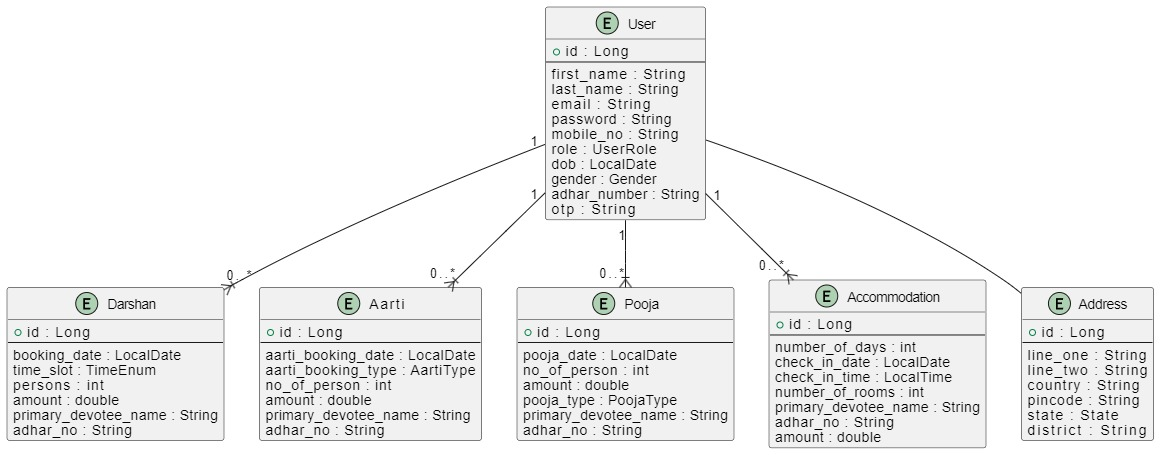 E User
id : Long
first_name : String
last_name : String
email : String
password : String
mobile_no : String
role : UserRole
dob : LocalDate
gender : Gender
adhar_number : String
otp : String
1
1
1
1
0..*
0..*
0..*
0..*
E Darshan
id : Long
booking_date : LocalDate
time_slot : TimeEnum
persons : int
amount : double
primary_devotee_name : String
adhar_no : String
E Aarti
id : Long
aarti_booking_date : LocalDate
aarti_booking_type : AartiType
no_of_person : int
amount : double
primary_devotee_name : String
adhar_no : String
E Pooja
id : Long
pooja_date : LocalDate
no_of_person : int
amount : double
pooja_type : PoojaType
primary_devotee_name : String
adhar_no : String
E Accommodation
id : Long
number_of_days : int
check_in_date : LocalDate
check_in_time : LocalTime
number_of_rooms : int
primary_devotee_name : String
adhar_no : String
amount : double
E Address
id : Long
line_one : String
line_two : String
country : String
pincode : String
state : State
district : String